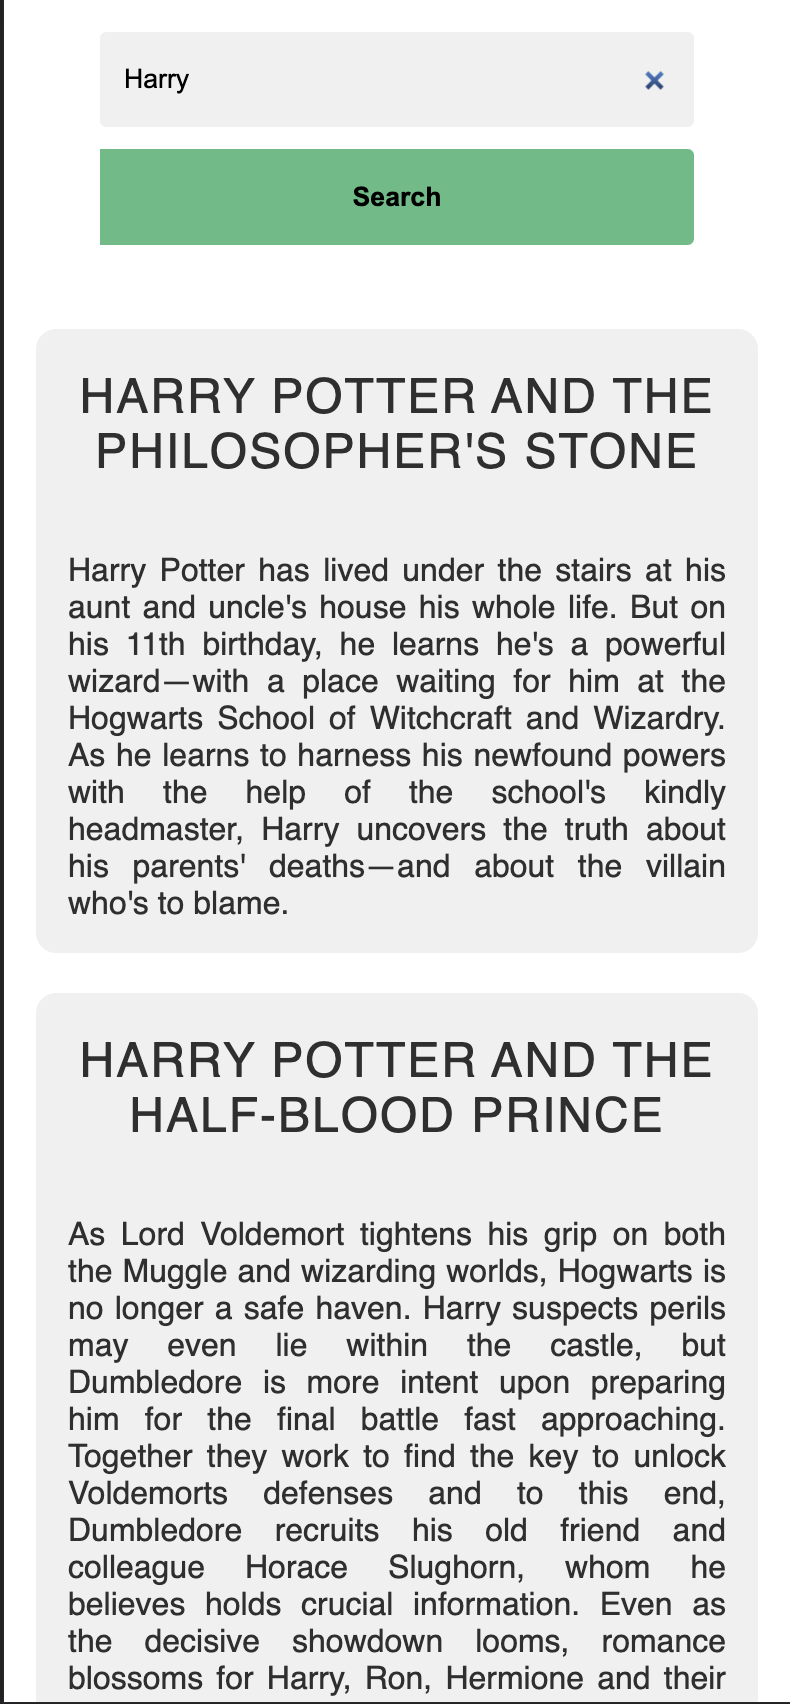 Harry
Search
HARRY POTTER AND THE
PHILOSOPHER'S STONE
Harry Potter has lived under the stairs at his
aunt and uncle's house his whole life. But on
his 11th birthday, he learns he's a powerful
wizard—with a place waiting for him at the
Hogwarts School of Witchcraft and Wizardry.
As he learns to harness his newfound powers
with the help of the school's kindly
headmaster, Harry uncovers the truth about
his parents' deaths—and about the villain
who's to blame.
HARRY POTTER AND THE
HALF-BLOOD PRINCE
As Lord Voldemort tightens his grip on both
the Muggle and wizarding worlds, Hogwarts is
no longer a safe haven. Harry suspects perils
may even lie within the castle, but
Dumbledore is more intent upon preparing
him for the final battle fast approaching.
Together they work to find the key to unlock
Voldemorts defenses and to this end,
Dumbledore recruits his old friend and
colleague Horace Slughorn, whom he
believes holds crucial information. Even as
the decisive showdown looms, romance
blossoms for Harry, Ron, Hermione and their